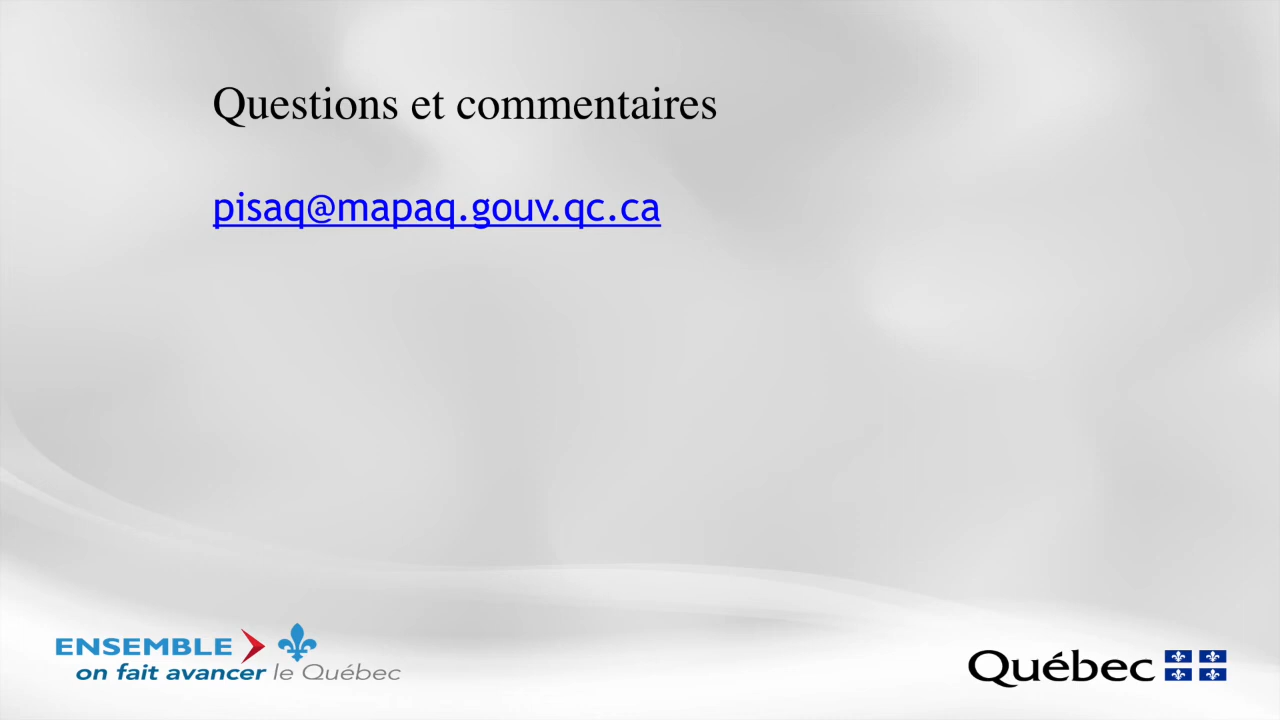 Questions et commentaires
pisaq@mapaq.gouv.qc.ca
ENSEMBLE
on fait avancer le Québec
Québec